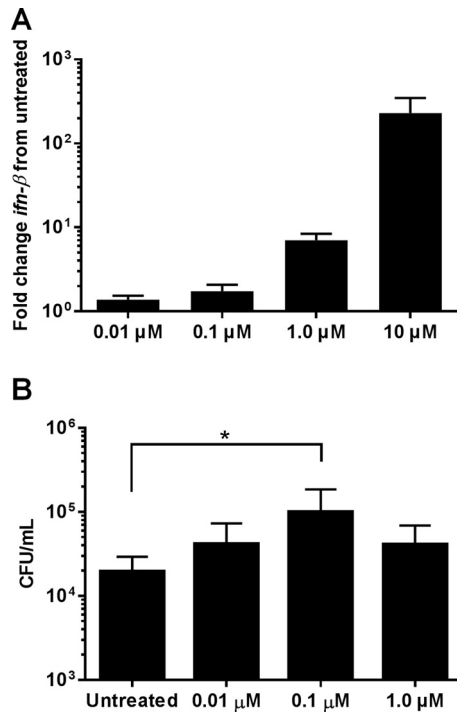 A
Fold change ifn-β from untreated
10³
10²
10¹
10⁰
0.01 µM 0.1 µM 1.0 µM 10 µM
B
CFU/mL
10⁶
*
10⁵
10⁴
10³
Untreated 0.01 µM 0.1 µM 1.0 µM